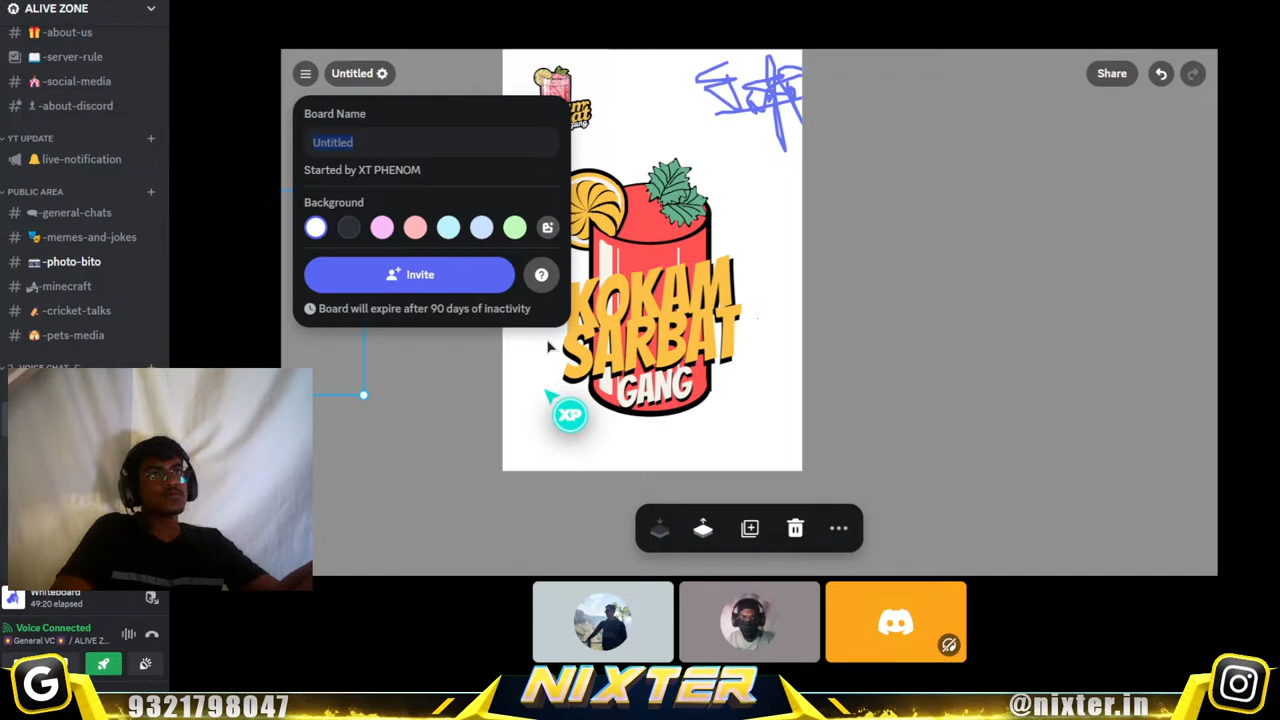 ALIVE ZONE
-about-us
-server-rule
-social-media
-about-discord
YT UPDATE
live-notification
PUBLIC AREA
-general-chats
-memes-and-jokes
-photo-bito
-minecraft
-cricket-talks
-pets-media
Untitled
Share
Board Name
Untitled
Started by XT PHENOM
Background
Invite
Board will expire after 90 days of inactivity
KOKAM
SARBAT
GANG
XP
Whiteboard
49:20 elapsed
Voice Connected
General VC / ALIVE Z...
G
9321798047
NIXTER
@nixter.in